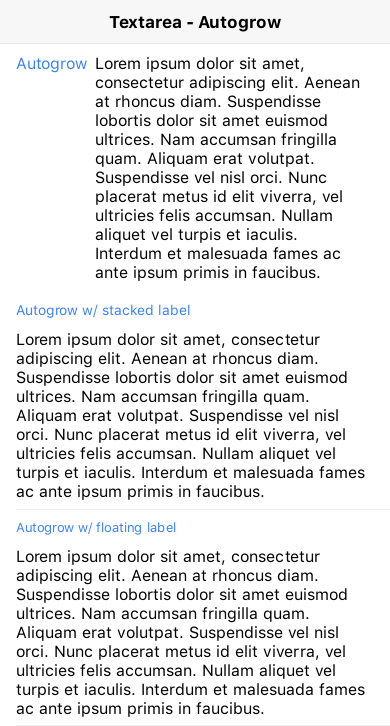 Textarea - Autogrow
Autogrow Lorem ipsum dolor sit amet,
consectetur adipiscing elit. Aenean
at rhoncus diam. Suspendisse
lobortis dolor sit amet euismod
ultrices. Nam accumsan fringilla
quam. Aliquam erat volutpat.
Suspendisse vel nisl orci. Nunc
placerat metus id elit viverra, vel
ultricies felis accumsan. Nullam
aliquet vel turpis et iaculis.
Interdum et malesuada fames ac
ante ipsum primis in faucibus.
Autogrow w/ stacked label
Lorem ipsum dolor sit amet, consectetur
adipiscing elit. Aenean at rhoncus diam.
Suspendisse lobortis dolor sit amet euismod
ultrices. Nam accumsan fringilla quam.
Aliquam erat volutpat. Suspendisse vel nisl
orci. Nunc placerat metus id elit viverra, vel
ultricies felis accumsan. Nullam aliquet vel
turpis et iaculis. Interdum et malesuada fames
ac ante ipsum primis in faucibus.
Autogrow w/ floating label
Lorem ipsum dolor sit amet, consectetur
adipiscing elit. Aenean at rhoncus diam.
Suspendisse lobortis dolor sit amet euismod
ultrices. Nam accumsan fringilla quam.
Aliquam erat volutpat. Suspendisse vel nisl
orci. Nunc placerat metus id elit viverra, vel
ultricies felis accumsan. Nullam aliquet vel
turpis et iaculis. Interdum et malesuada fames
ac ante ipsum primis in faucibus.